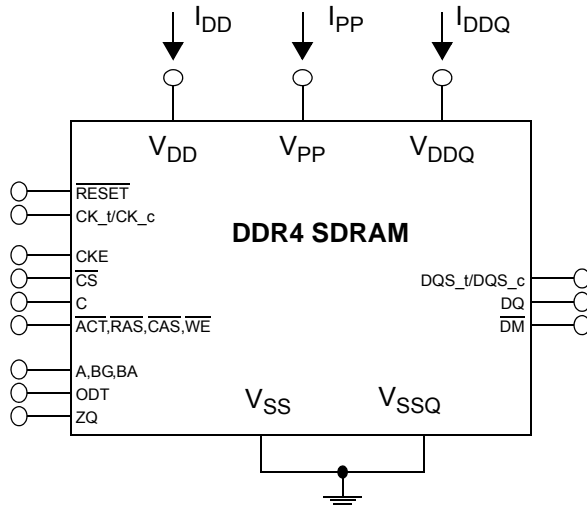 IDD IPP IDDQ
VDD VPP VDDQ
RESET
CK_t/CK_c
DDR4 SDRAM
CKE
CS
DQS_t/DQS_c
C
DQ
ACT,RAS,CAS,WE
DM
A,BG,BA
ODT
VSS VSSQ
ZQ